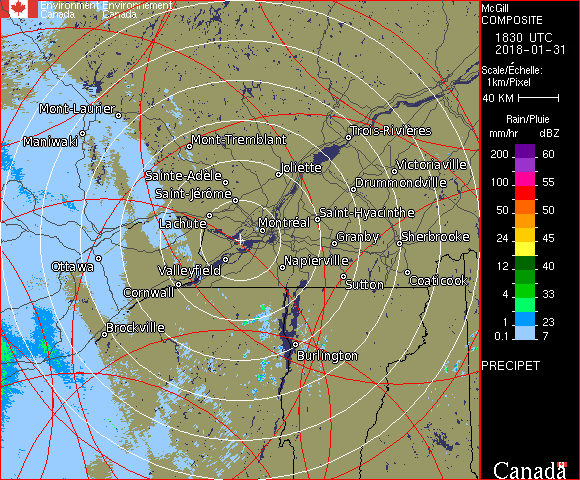 Environment Environnement
Canada Canada
McGill
COMPOSITE
1830 UTC
2018-01-31
Scale/Échelle:
1km/Pixel
40 KM
Rain/Pluie
mm/hr dBZ
200 60
150 57
100 55
50 50
24 45
12 40
4 33
1 23
0.1 7
PRECIPET
Canada
Mont-Laurier
Maniwaki
Mont-Tremblant
Trois-Rivières
Joliette
Victoriaville
Sainte-Adèle
Drummondville
Saint-Jérôme
Saint-Hyacinthe
Lachute
Montréal
Granby
Sherbrooke
Ottawa
Valleyfield
Napierville
Cornwall
Sutton
Coaticook
Brockville
Burlington